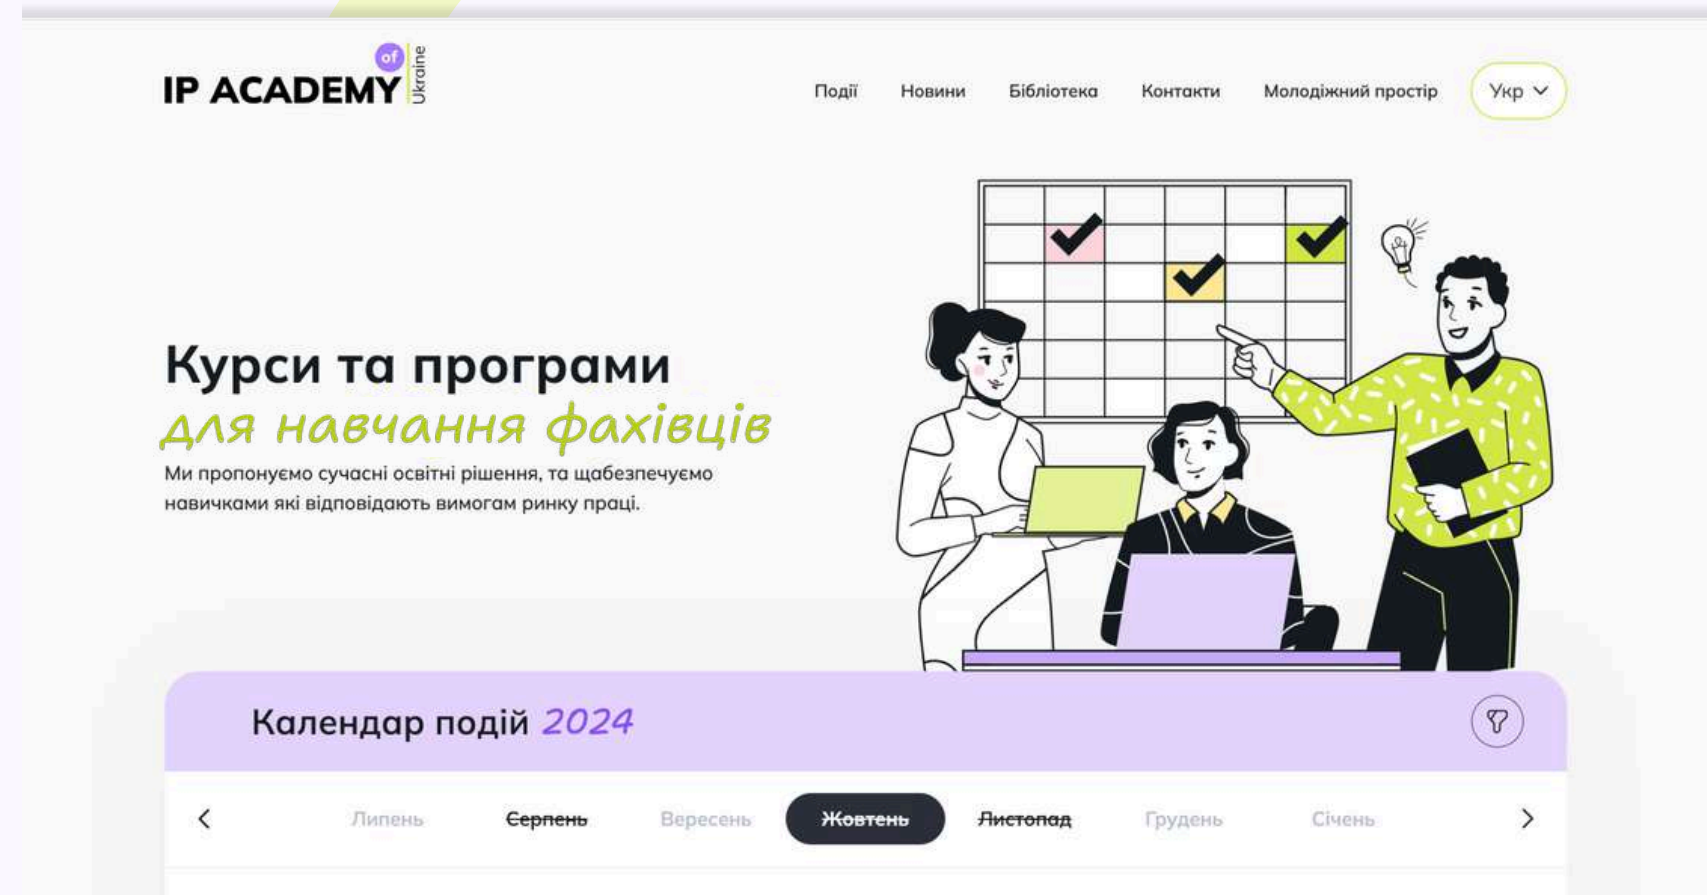 IP ACADEMY of Ukraine
Події Новини Бібліотека Контакти Молодіжний простір Укр
Курси та програми
для навчання фахівців
Ми пропонуємо сучасні освітні рішення, та щабезпечуємо
навичками які відповідають вимогам ринку праці.
Календар подій 2024
Липень Серпень Вересень Жовтень Листопад Грудень Січень